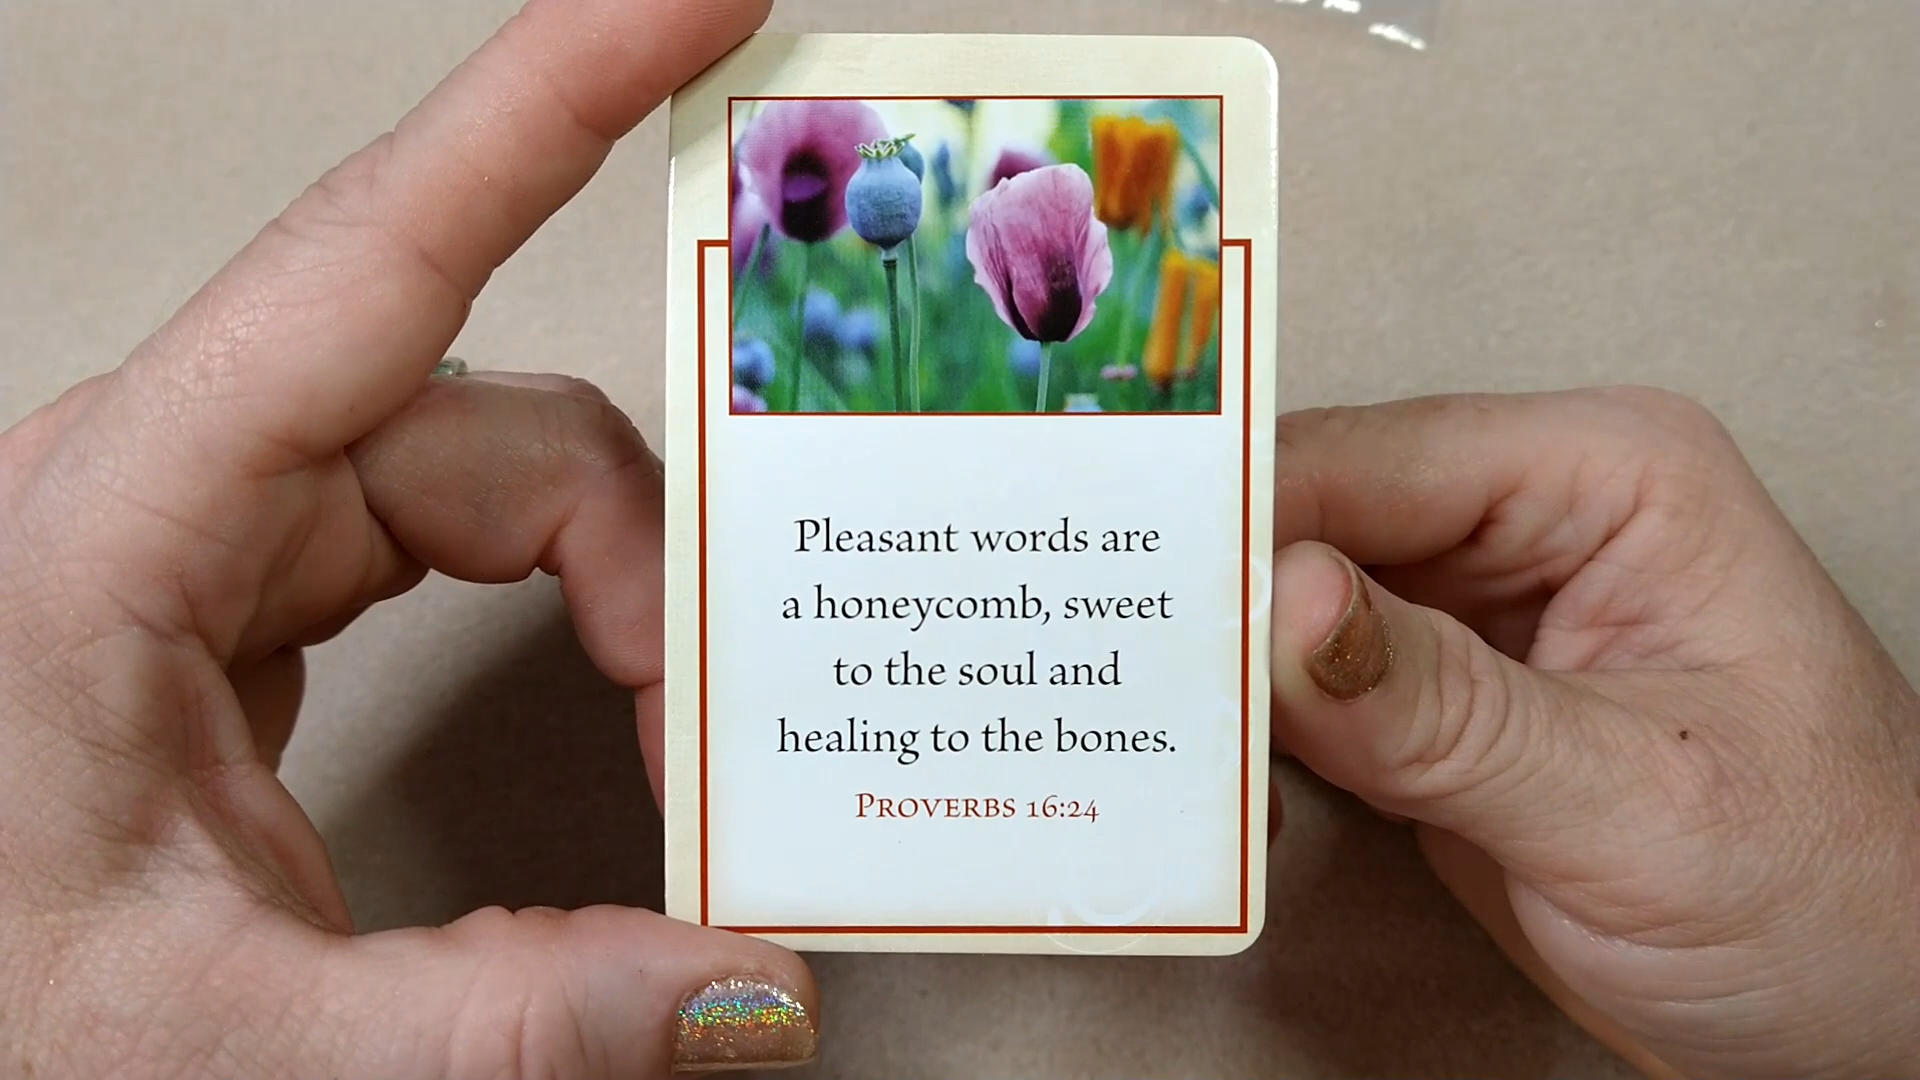 Pleasant words are
a honeycomb, sweet
to the soul and
healing to the bones.
Proverbs 16:24